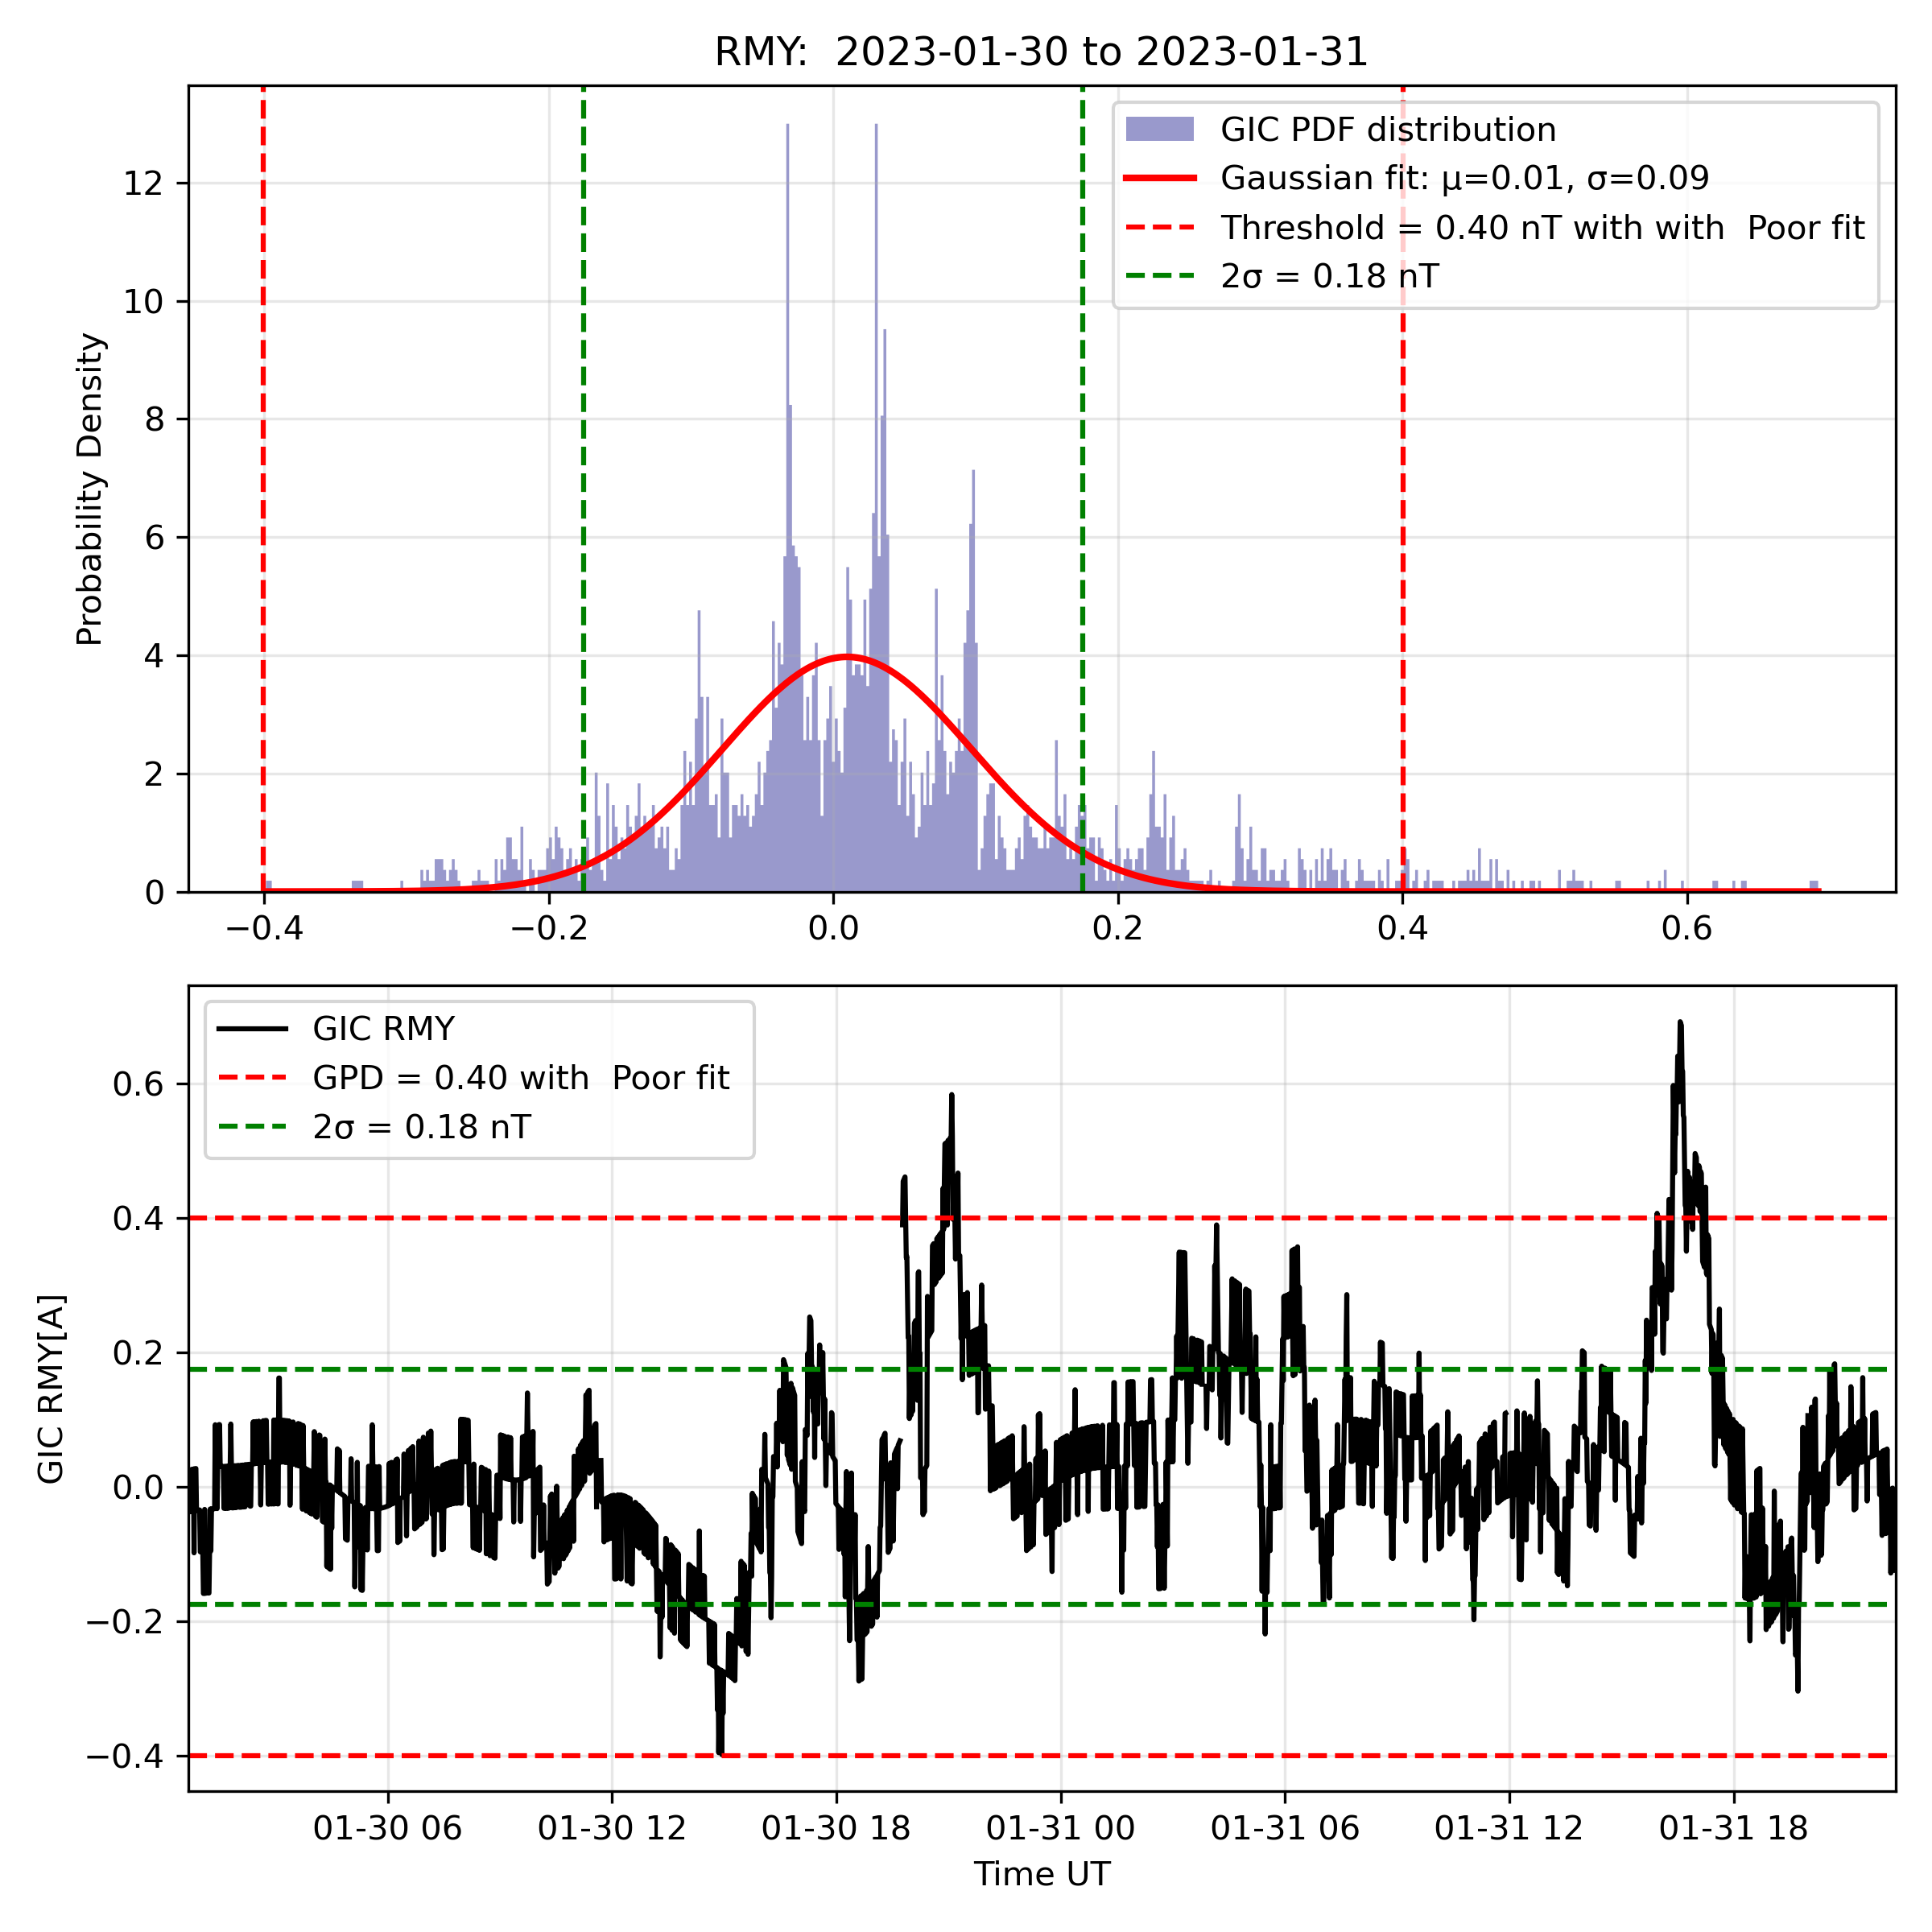 RMY:  2023-01-30 to 2023-01-31
GIC PDF distribution
Gaussian fit: μ=0.01, σ=0.09
Threshold = 0.40 nT with with  Poor fit
2σ = 0.18 nT
Probability Density
12
10
8
6
4
2
0
−0.4
−0.2
0.0
0.2
0.4
0.6
GIC RMY
GPD = 0.40 with  Poor fit
2σ = 0.18 nT
GIC RMY[A]
0.6
0.4
0.2
0.0
−0.2
−0.4
01-30 06
01-30 12
01-30 18
01-31 00
01-31 06
01-31 12
01-31 18
Time UT